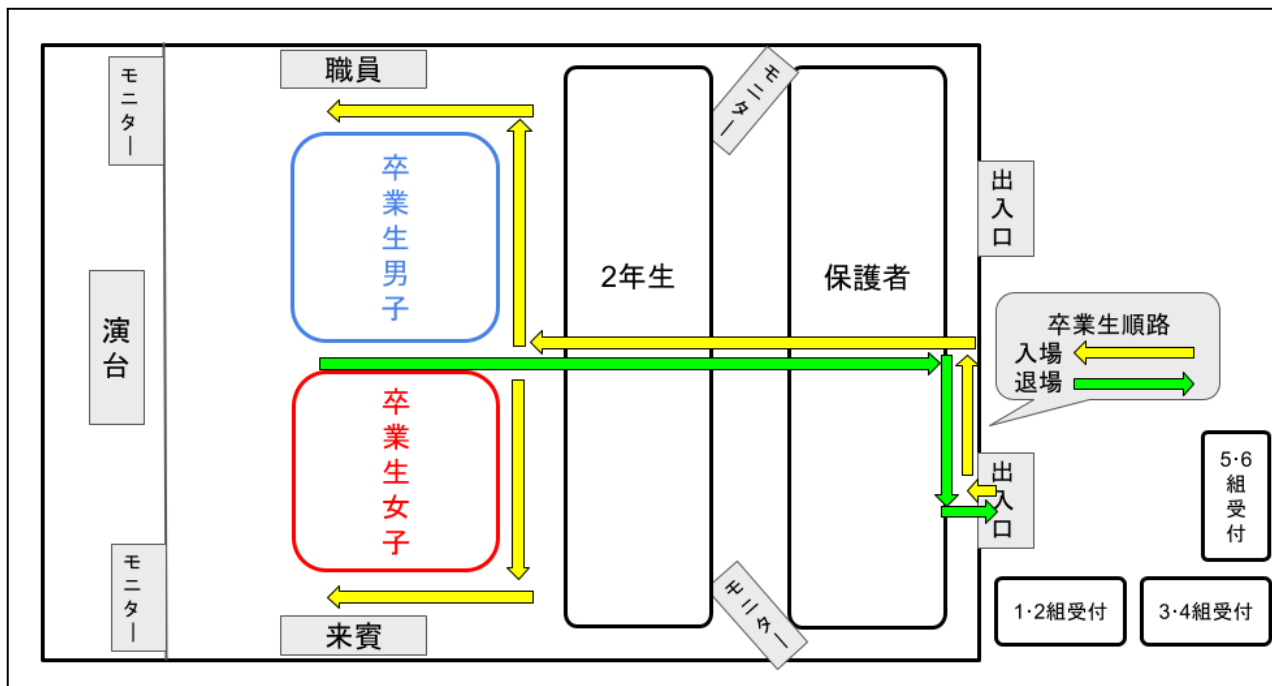 職員
モニター
モニター
卒業生男子
出入口
2年生
保護者
演台
卒業生順路
入場
退場
卒業生女子
5・6組受付
出入口
モニター
モニター
1・2組受付
3・4組受付
来賓